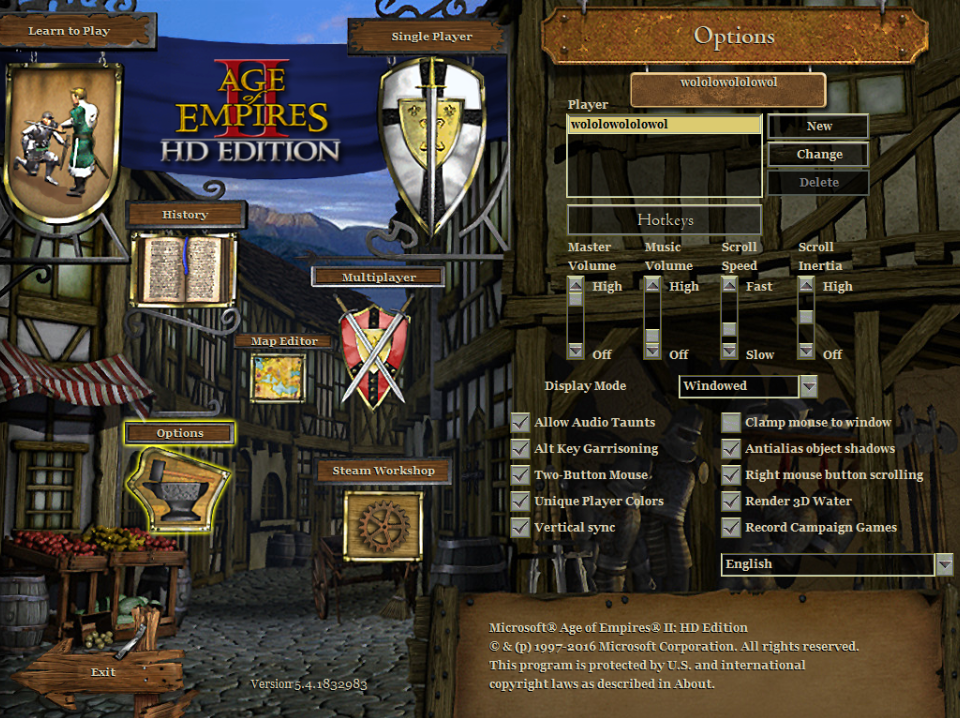 Learn to Play
Single Player
AGE
of
EMPIRES
II
HD EDITION
History
Multiplayer
Map Editor
Options
Steam Workshop
Exit
Version 5.4.1832983
Options
wololowololowol
Player
wololowololowol
New
Change
Delete
Hotkeys
Master Volume
Music Volume
Scroll Speed
Scroll Inertia
High
High
Fast
High
Off
Off
Slow
Off
Display Mode
Windowed
Allow Audio Taunts
Clamp mouse to window
Alt Key Garrisoning
Antialias object shadows
Two-Button Mouse
Right mouse button scrolling
Unique Player Colors
Render 3D Water
Vertical sync
Record Campaign Games
English
Microsoft® Age of Empires® II: HD Edition
© & (p) 1997-2016 Microsoft Corporation. All rights reserved.
This program is protected by U.S. and international
copyright laws as described in About.